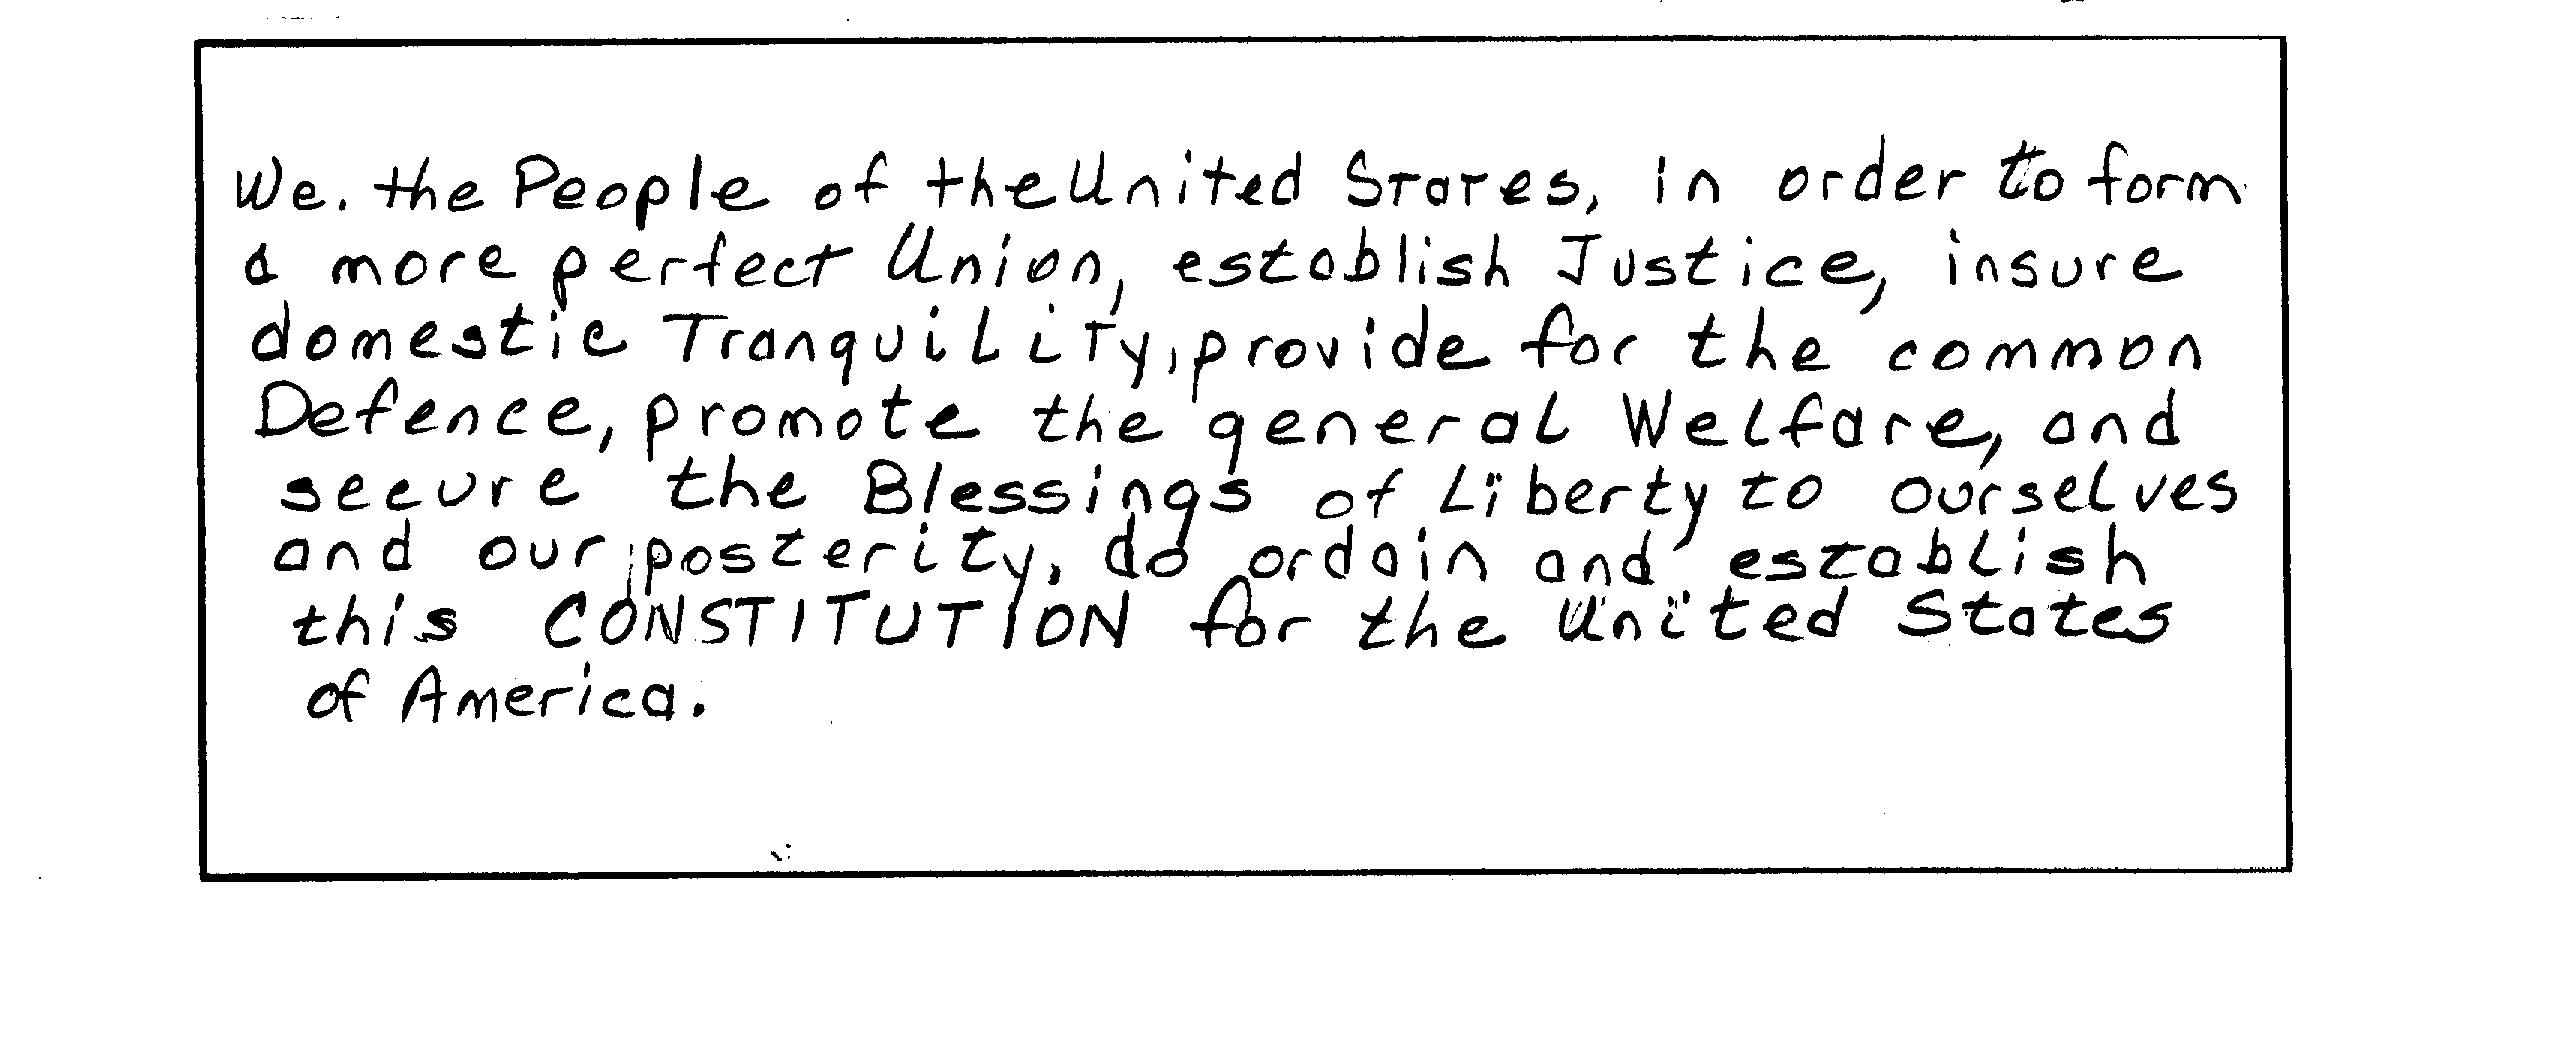 We, the People of the United States, in order to form
a more perfect Union, establish Justice, insure
domestic Tranquility, provide for the common
Defence, promote the general Welfare, and
secure the Blessings of Liberty to ourselves
and our posterity, do ordain and establish
this CONSTITUTION for the United States
of America.